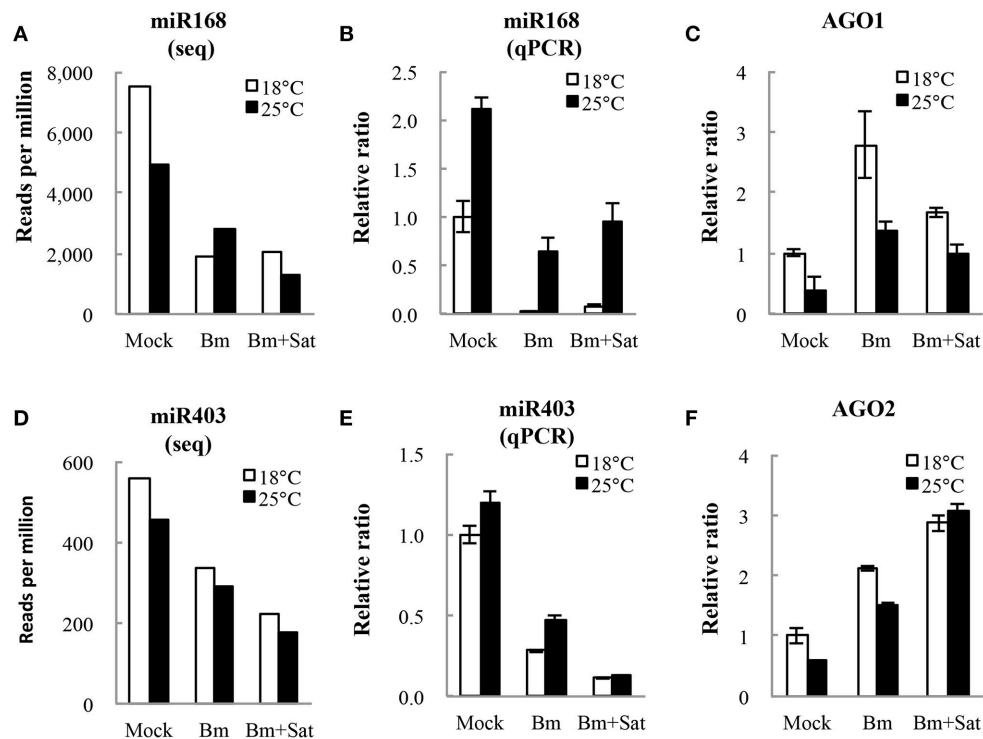 A
miR168
(seq)
Reads per million
8,000
6,000
4,000
2,000
0
18°C
25°C
Mock
Bm
Bm+Sat
B
miR168
(qPCR)
Relative ratio
2.5
2.0
1.5
1.0
0.5
0.0
18°C
25°C
Mock
Bm
Bm+Sat
C
AGO1
Relative ratio
4
3
2
1
0
18°C
25°C
Mock
Bm
Bm+Sat
D
miR403
(seq)
Reads per million
600
400
200
0
18°C
25°C
Mock
Bm
Bm+Sat
E
miR403
(qPCR)
Relative ratio
1.5
1.0
0.5
0.0
18°C
25°C
Mock
Bm
Bm+Sat
F
AGO2
Relative ratio
4
3
2
1
0
18°C
25°C
Mock
Bm
Bm+Sat